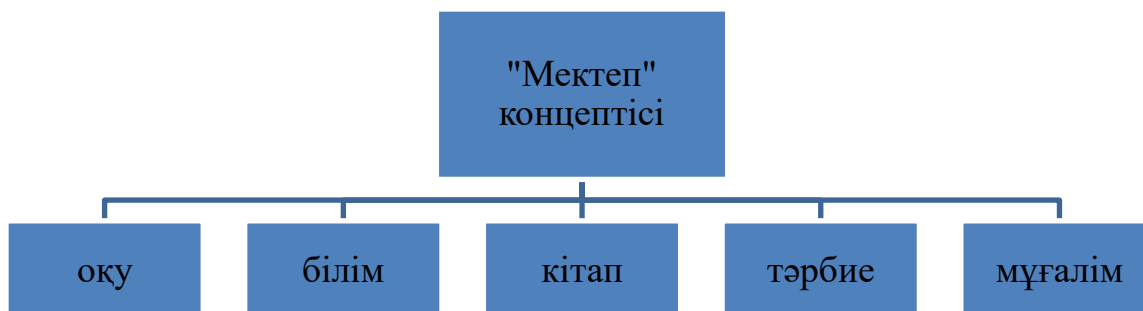 "Мектеп"
концептісі
оқу
білім
кітап
тәрбие
мұғалім